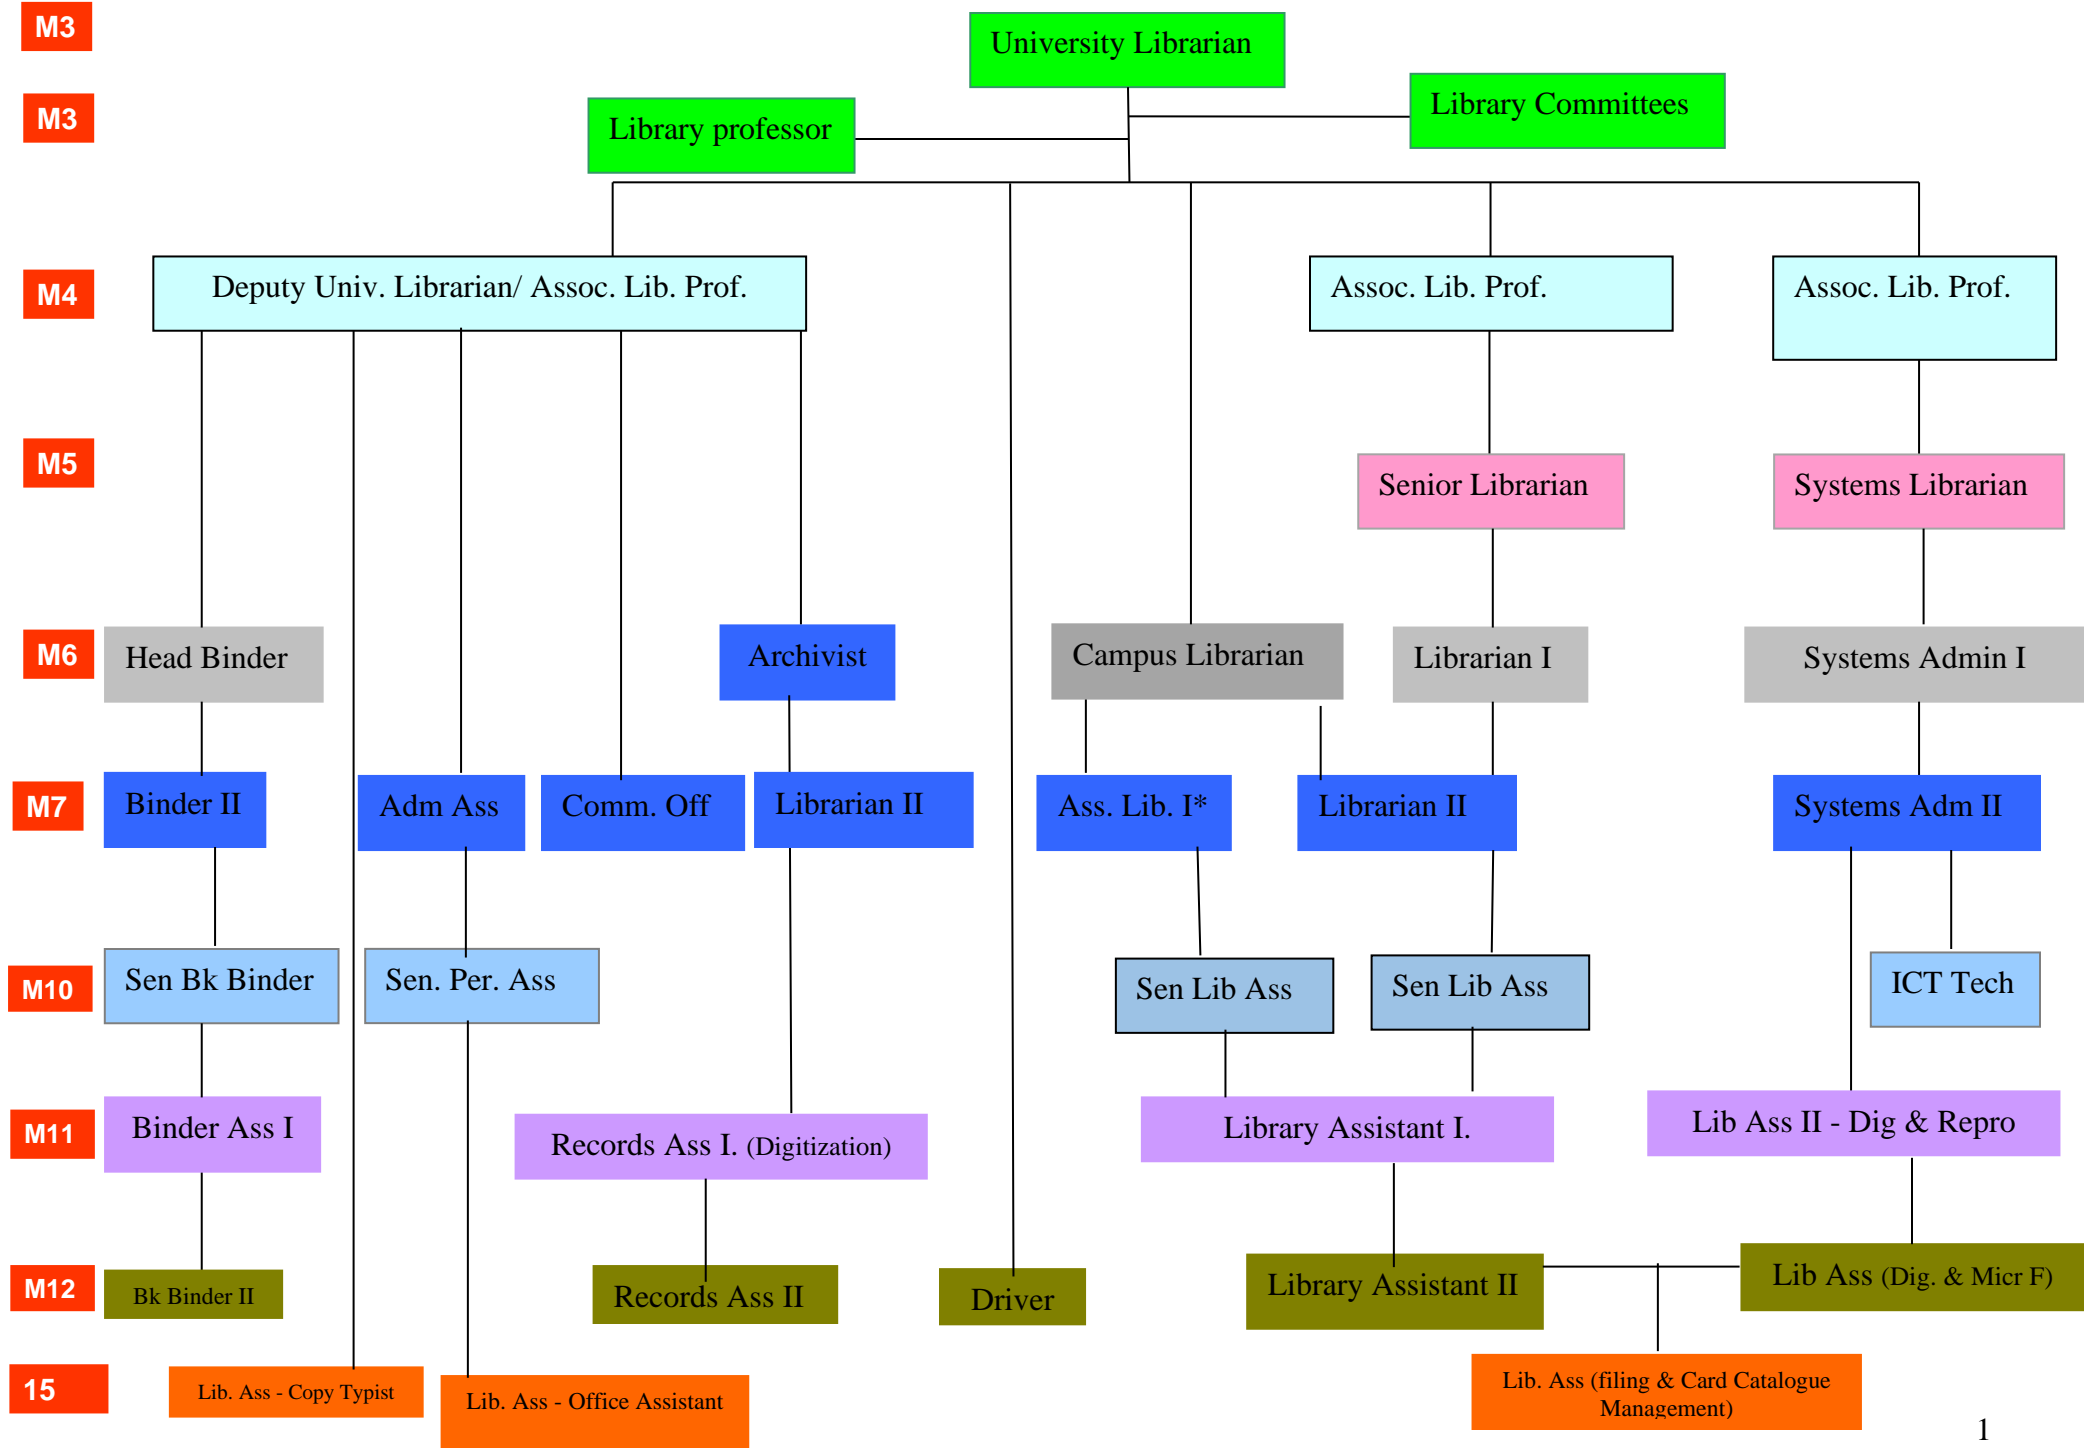 M3
University Librarian
M3
Library professor
Library Committees
M4
Deputy Univ. Librarian/ Assoc. Lib. Prof.
Assoc. Lib. Prof.
Assoc. Lib. Prof.
M5
Senior Librarian
Systems Librarian
M6
Head Binder
Archivist
Campus Librarian
Librarian I
Systems Admin I
M7
Binder II
Adm Ass
Comm. Off
Librarian II
Ass. Lib. I*
Librarian II
Systems Adm II
M10
Sen Bk Binder
Sen. Per. Ass
Sen Lib Ass
Sen Lib Ass
ICT Tech
M11
Binder Ass I
Records Ass I. (Digitization)
Library Assistant I.
Lib Ass II - Dig & Repro
M12
Bk Binder II
Records Ass II
Driver
Library Assistant II
Lib Ass (Dig. & Micr F)
15
Lib. Ass - Copy Typist
Lib. Ass - Office Assistant
Lib. Ass (filing & Card Catalogue
Management)
1